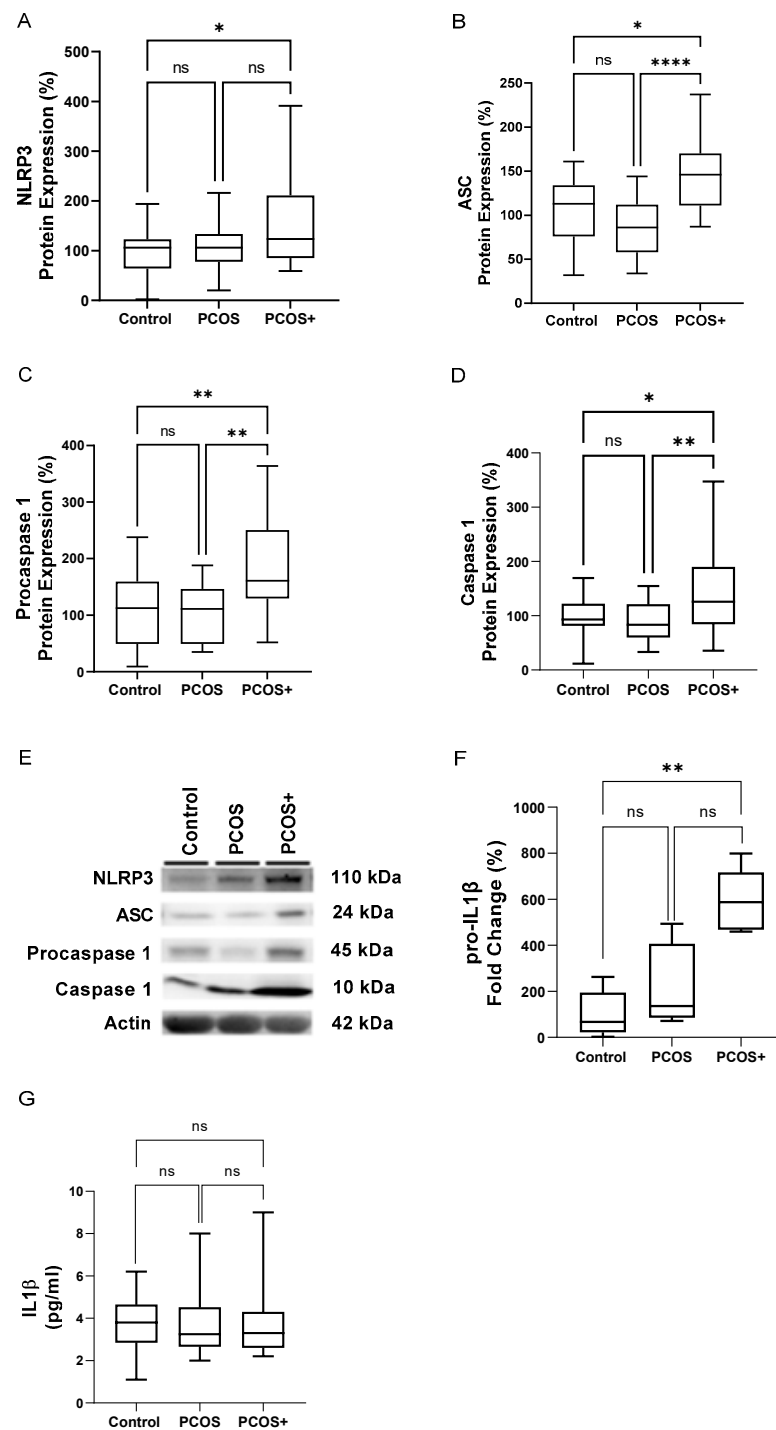 A
*
ns ns
NLRP3
Protein Expression (%)
500
400
300
200
100
0
Control PCOS PCOS+
B
*
ns ****
ASC
Protein Expression (%)
250
200
150
100
50
0
Control PCOS PCOS+
C
**
ns **
Procaspase 1
Protein Expression (%)
400
300
200
100
0
Control PCOS PCOS+
D
*
ns **
Caspase 1
Protein Expression (%)
400
300
200
100
0
Control PCOS PCOS+
E
Control PCOS PCOS+
NLRP3 110 kDa
ASC 24 kDa
Procaspase 1 45 kDa
Caspase 1 10 kDa
Actin 42 kDa
F
**
ns ns
pro-IL1β
Fold Change (%)
1000
800
600
400
200
0
Control PCOS PCOS+
G
ns
ns ns
IL1β
(pg/ml)
10
8
6
4
2
0
Control PCOS PCOS+